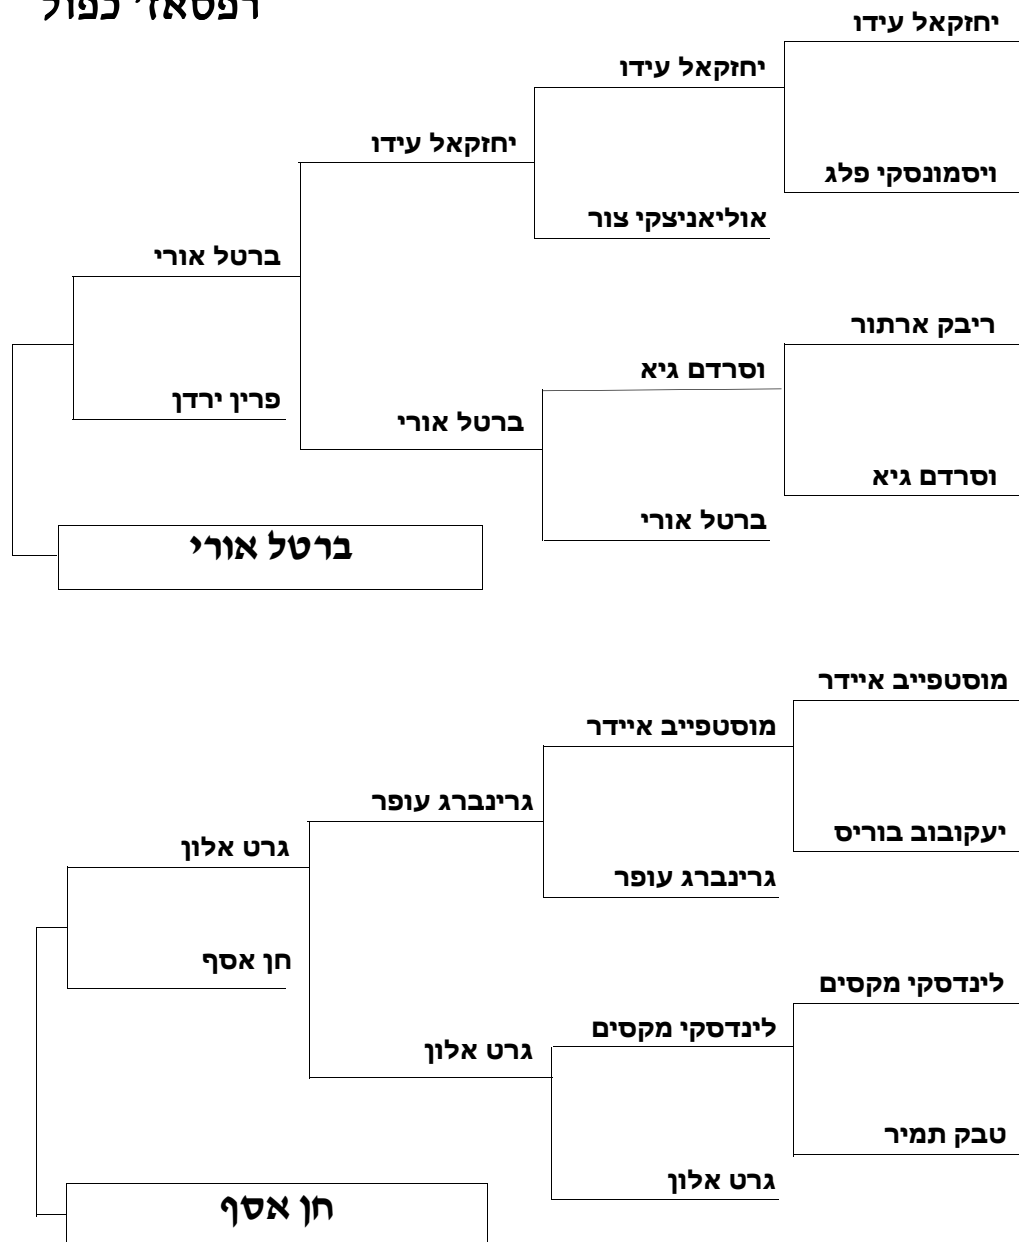 רפסאז' כפול
יחזקאל עידו
יחזקאל עידו
יחזקאל עידו
ויסמונסקי פלג
אוליאניצקי צור
ברטל אורי
ריבק ארתור
וסרדם גיא
פרין ירדן
ברטל אורי
וסרדם גיא
ברטל אורי
ברטל אורי
מוסטפייב איידר
מוסטפייב איידר
גרינברג עופר
יעקובוב בוריס
גרט אלון
גרינברג עופר
חן אסף
לינדסקי מקסים
לינדסקי מקסים
גרט אלון
טבק תמיר
גרט אלון
חן אסף